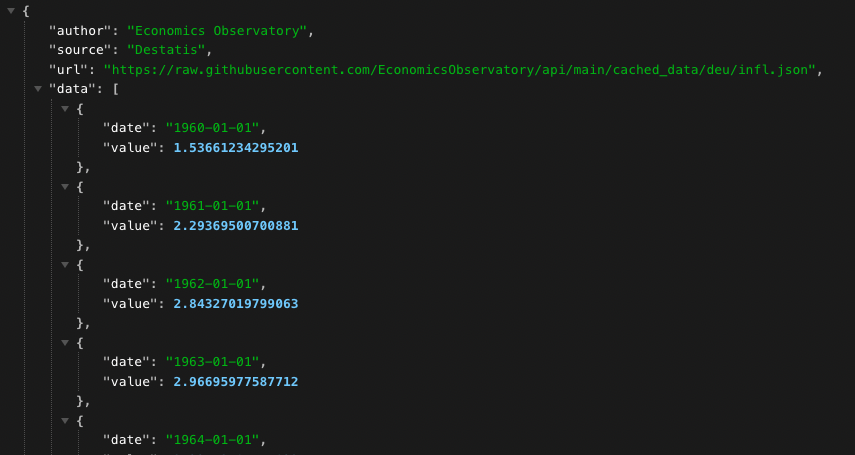 {
"author": "Economics Observatory",
"source": "Destatis",
"url": "https://raw.githubusercontent.com/EconomicsObservatory/api/main/cached_data/deu/infl.json",
"data": [
{
"date": "1960-01-01",
"value": 1.53661234295201
},
{
"date": "1961-01-01",
"value": 2.29369500700881
},
{
"date": "1962-01-01",
"value": 2.84327019799063
},
{
"date": "1963-01-01",
"value": 2.96695977587712
},
{
"date": "1964-01-01",